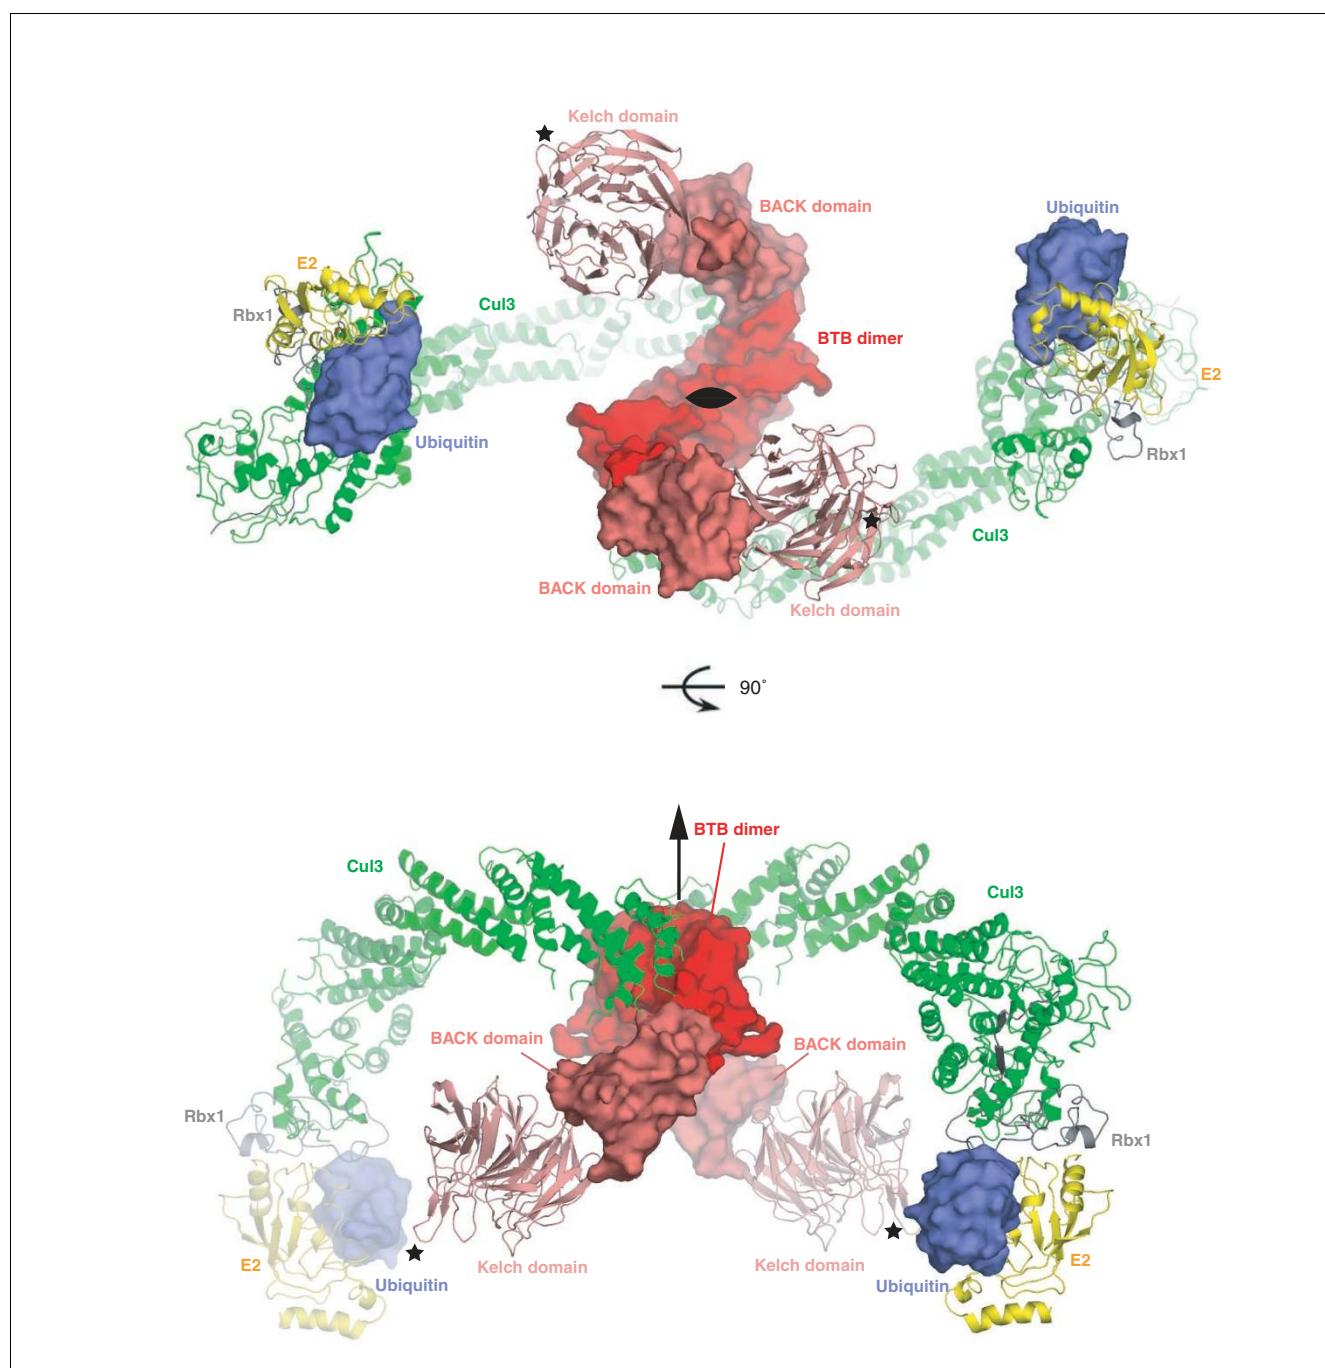 Kelch domain
BACK domain
Ubiquitin
E2
Rbx1
Cul3
BTB dimer
E2
Ubiquitin
Rbx1
Cul3
BACK domain
Kelch domain
90°
BTB dimer
Cul3
Cul3
BACK domain
BACK domain
Rbx1
Rbx1
E2
Kelch domain
Kelch domain
E2
Ubiquitin
Ubiquitin